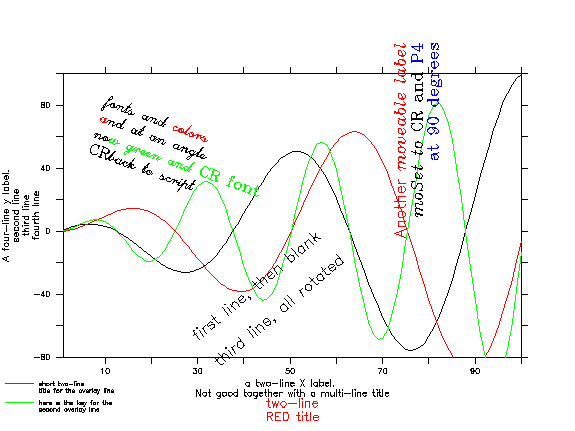 fonts and colors
and at an angle
now green and CR font
CRback to script
Another moveable label
moSet to CR and P4
at 90 degrees
A four-line y label.
second line
third line
fourth line
80
40
0
-40
-80
first line, then blank
third line, all rotated
10
30
50
70
90
a two-line X label.
Not good together with a multi-line title
two-line
RED title
short two-line
title for the overlay line
here is the key for the
second overlay line